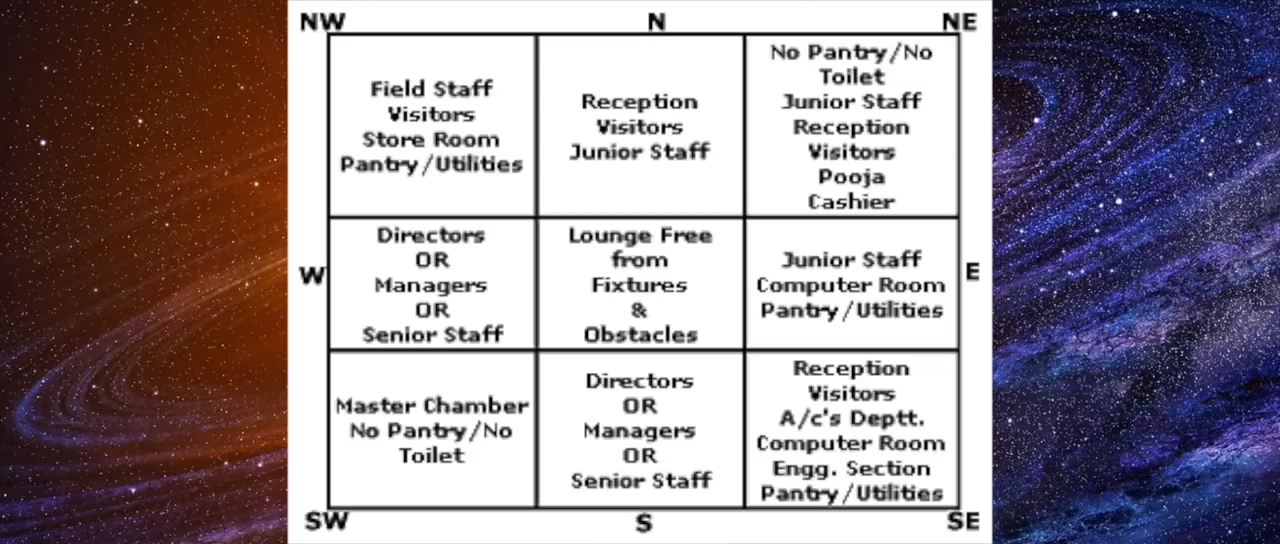 NW N NE
Field Staff
Visitors
Store Room
Pantry/Utilities
Reception
Visitors
Junior Staff
No Pantry/No
Toilet
Junior Staff
Reception
Visitors
Pooja
Cashier
W
Directors
OR
Managers
OR
Senior Staff
Lounge Free
from
Fixtures
&
Obstacles
Junior Staff
Computer Room
Pantry/Utilities
E
Master Chamber
No Pantry/No
Toilet
Directors
OR
Managers
OR
Senior Staff
Reception
Visitors
A/c's Deptt.
Computer Room
Engg. Section
Pantry/Utilities
SW S SE